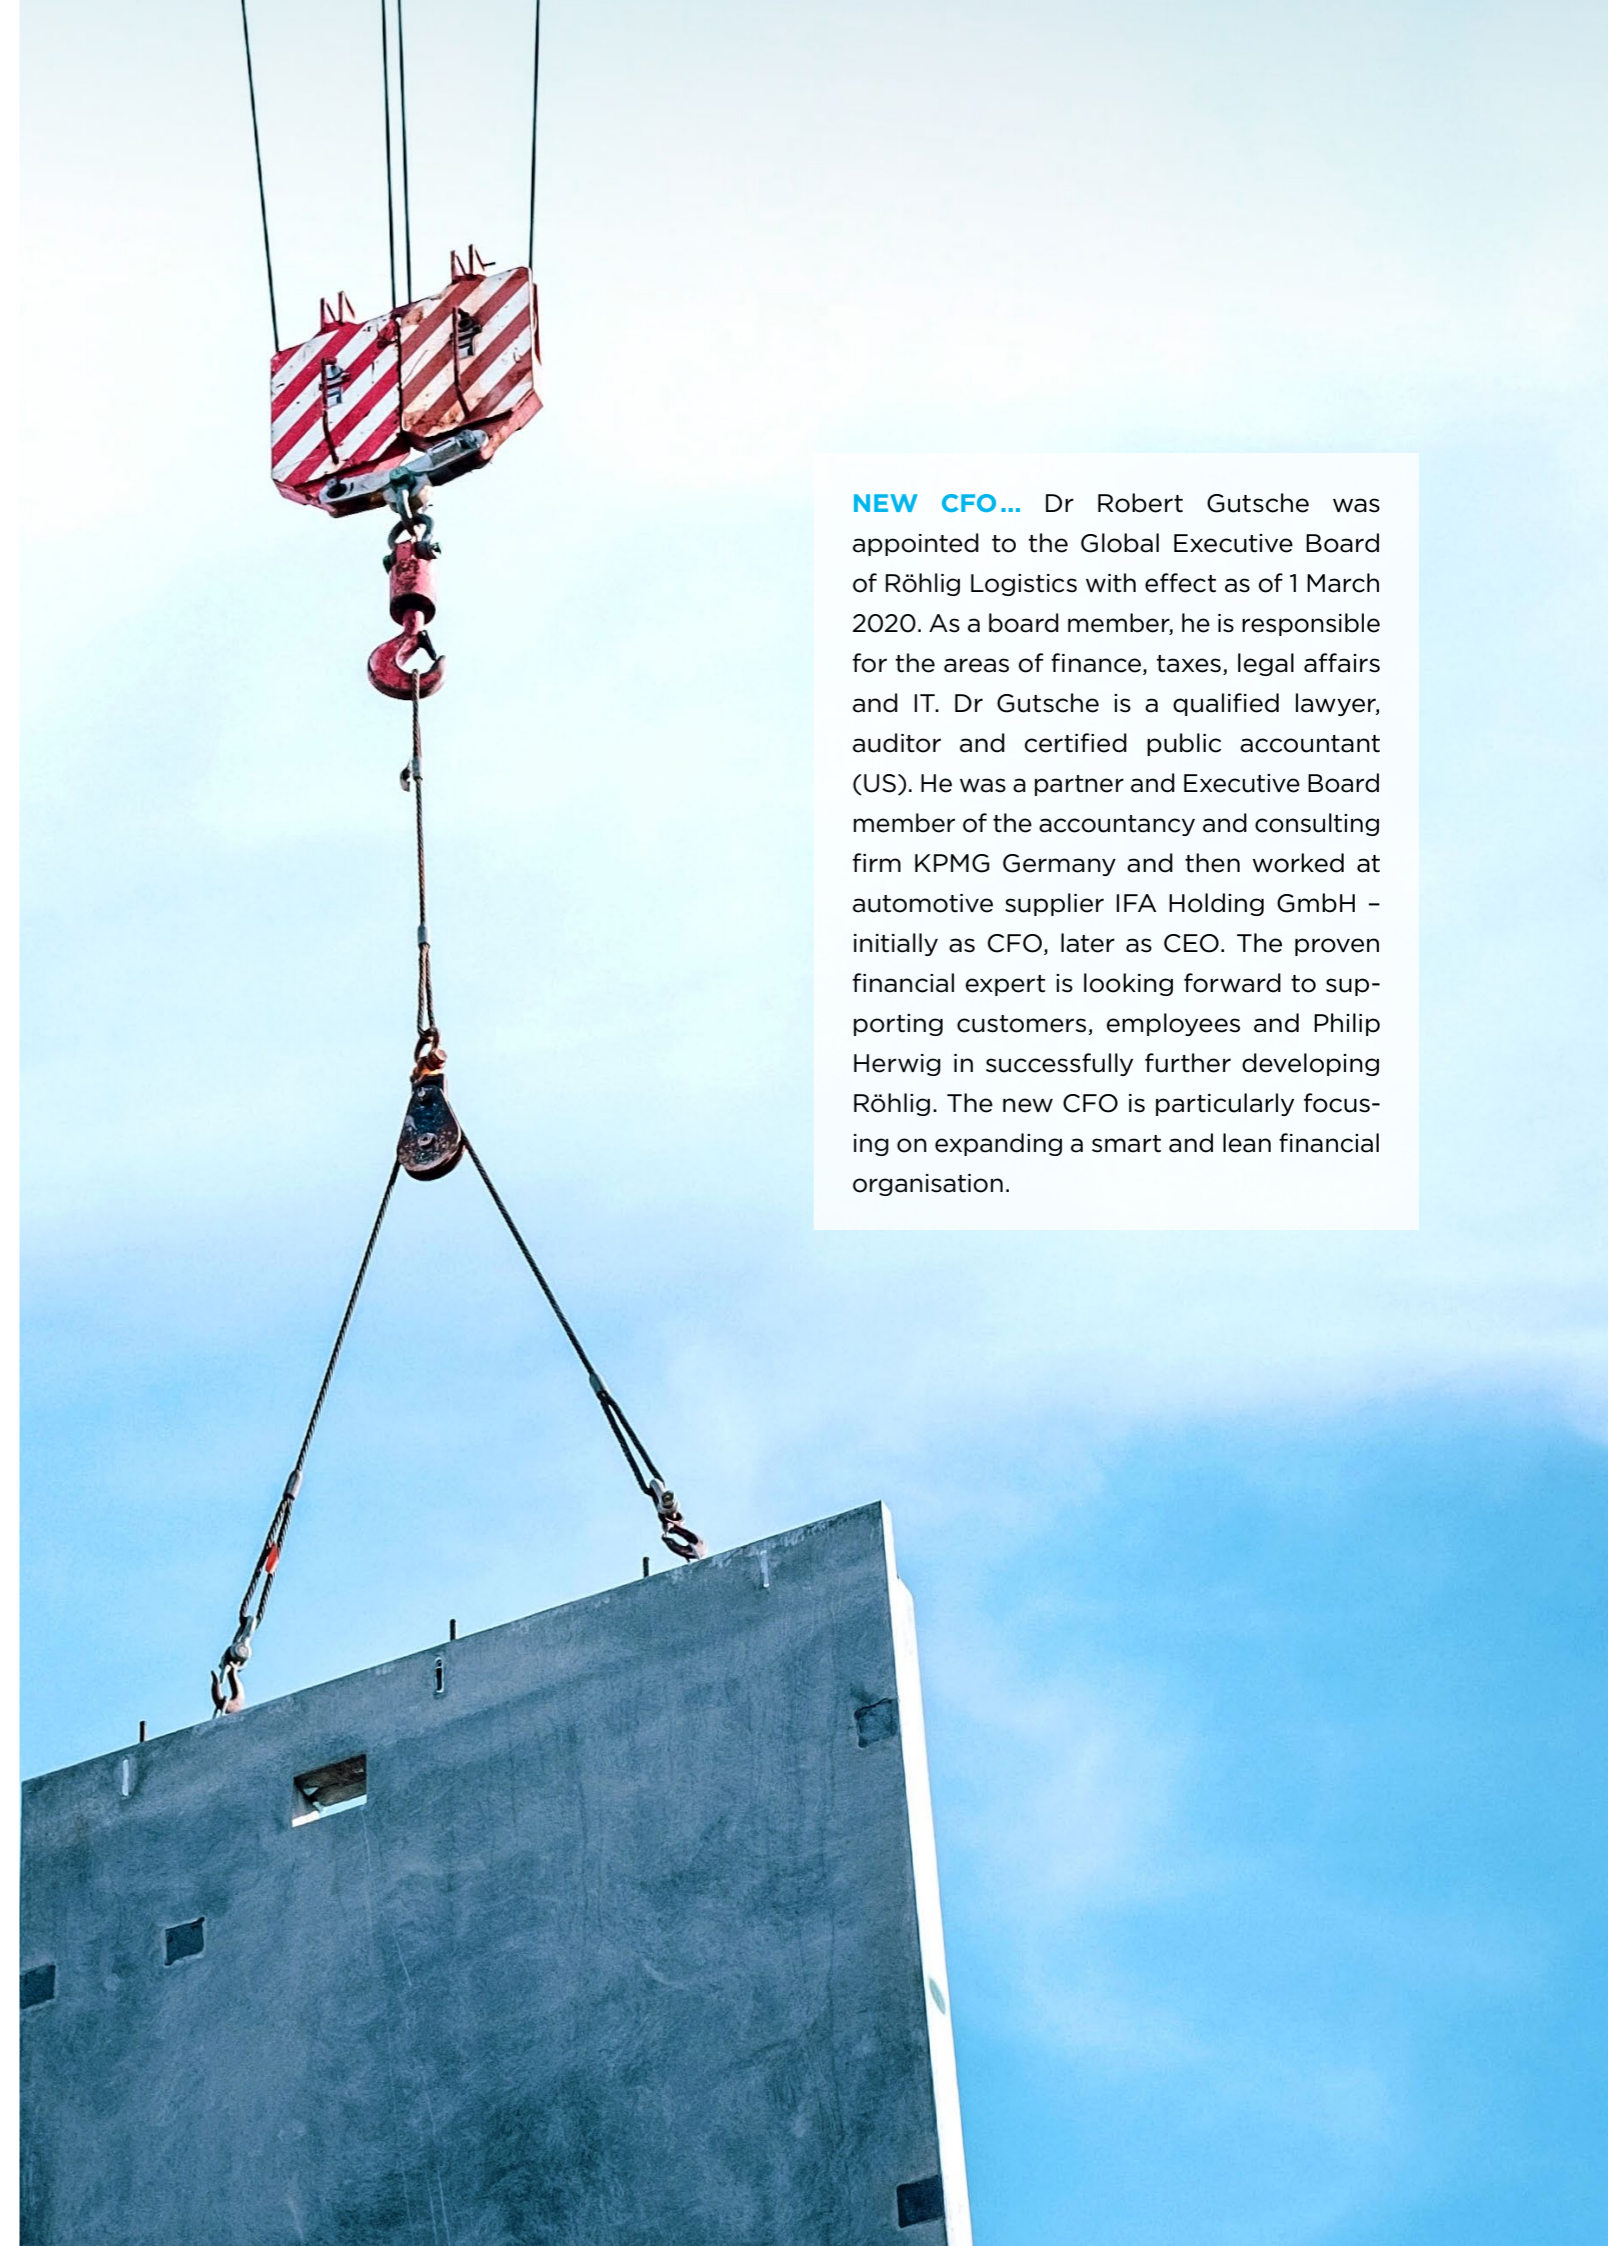 NEW CFO... Dr Robert Gutsche was
appointed to the Global Executive Board
of Röhlig Logistics with effect as of 1 March
2020. As a board member, he is responsible
for the areas of finance, taxes, legal affairs
and IT. Dr Gutsche is a qualified lawyer,
auditor and certified public accountant
(US). He was a partner and Executive Board
member of the accountancy and consulting
firm KPMG Germany and then worked at
automotive supplier IFA Holding GmbH –
initially as CFO, later as CEO. The proven
financial expert is looking forward to sup-
porting customers, employees and Philip
Herwig in successfully further developing
Röhlig. The new CFO is particularly focus-
ing on expanding a smart and lean financial
organisation.